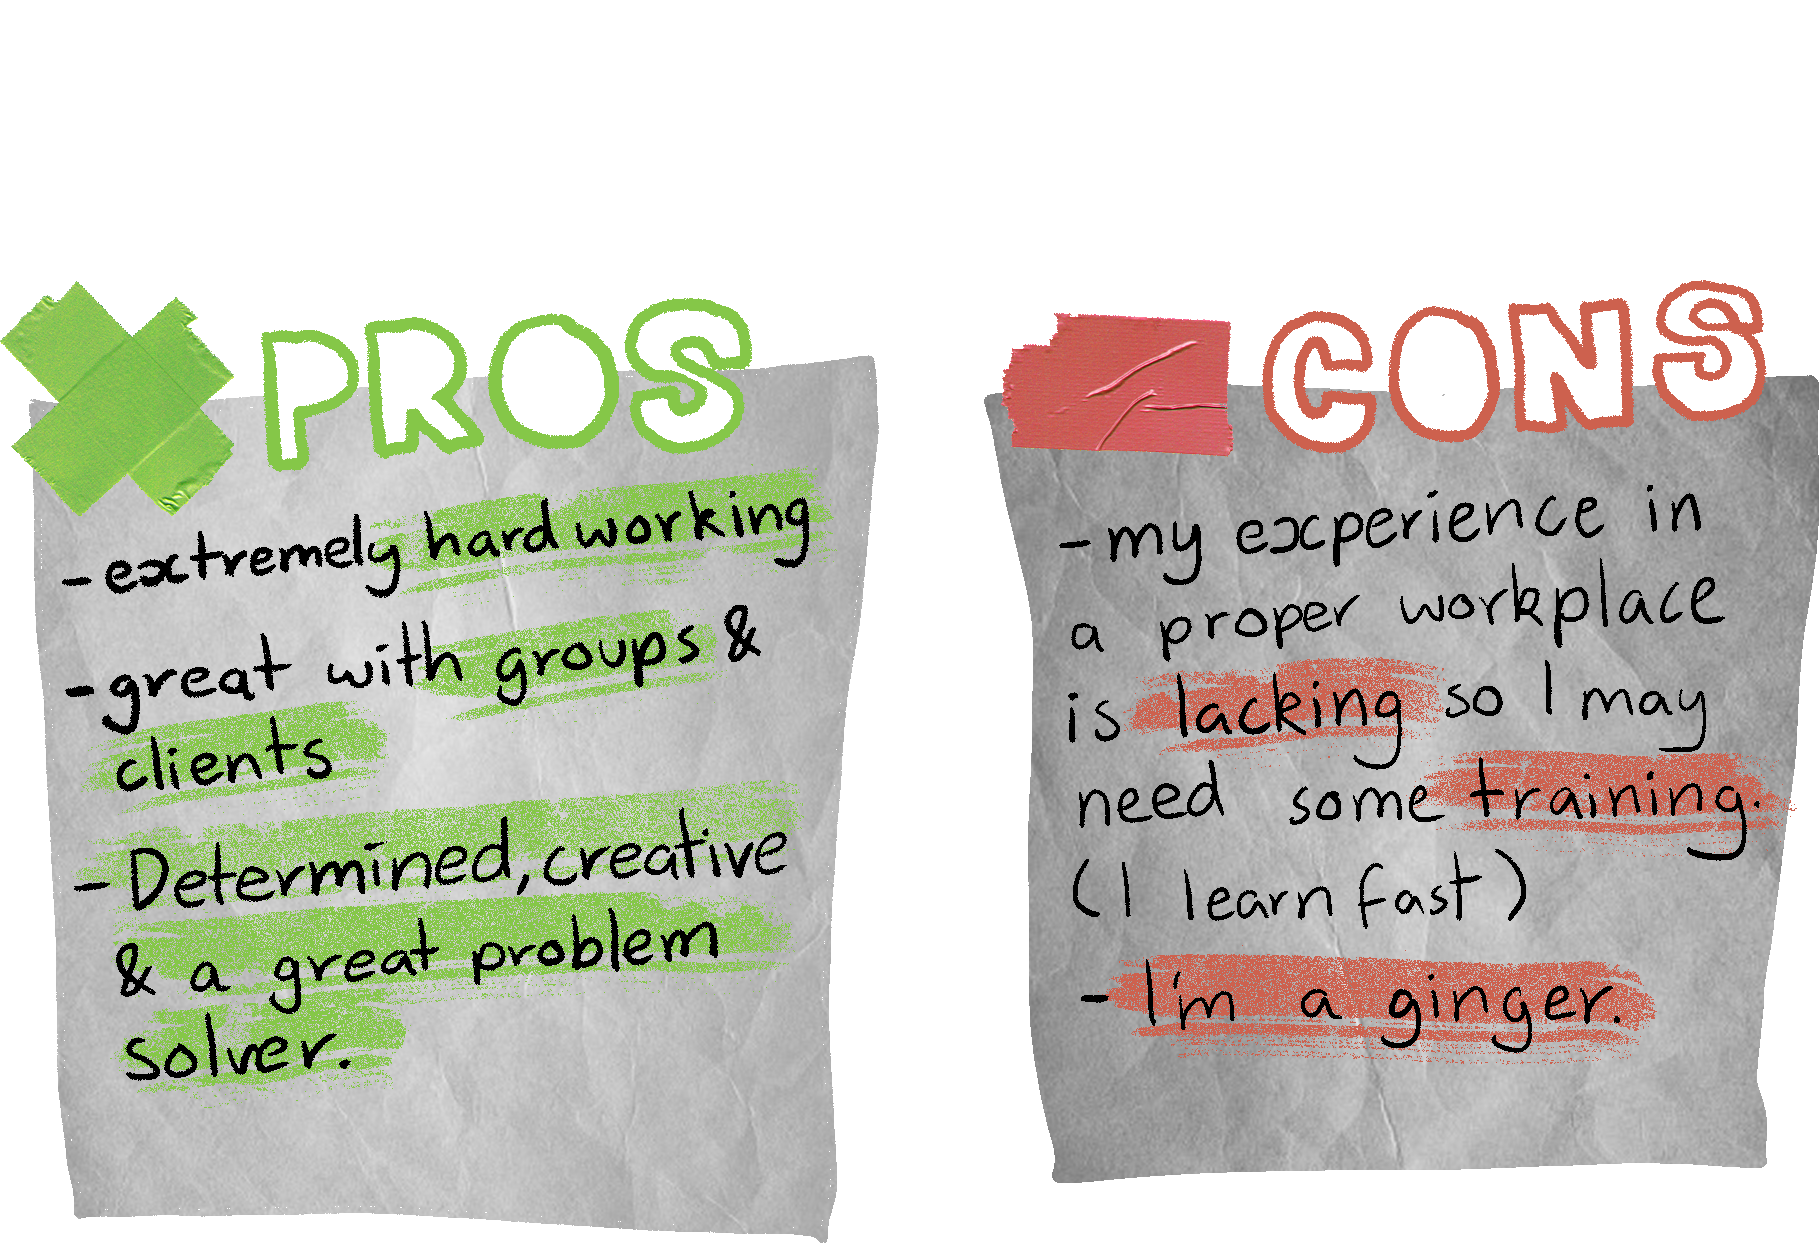 PROS
-extremely hard working
-great with groups &
clients
-Determined, creative
& a great problem
solver.
CONS
-my experience in
a proper workplace
is lacking so I may
need some training.
(I learn fast)
- I'm a ginger.